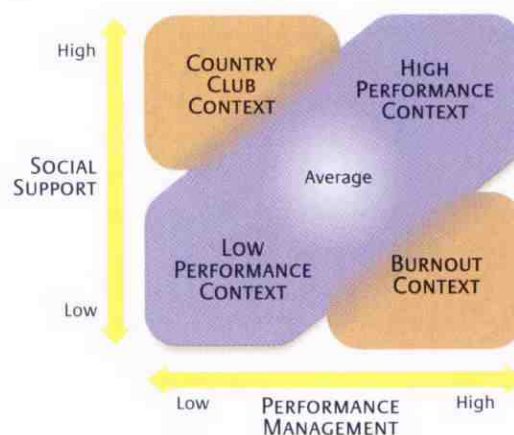 High
COUNTRY
CLUB
CONTEXT
HIGH
PERFORMANCE
CONTEXT
SOCIAL
SUPPORT
Average
LOW
PERFORMANCE
CONTEXT
BURNOUT
CONTEXT
Low
Low
PERFORMANCE
MANAGEMENT
High